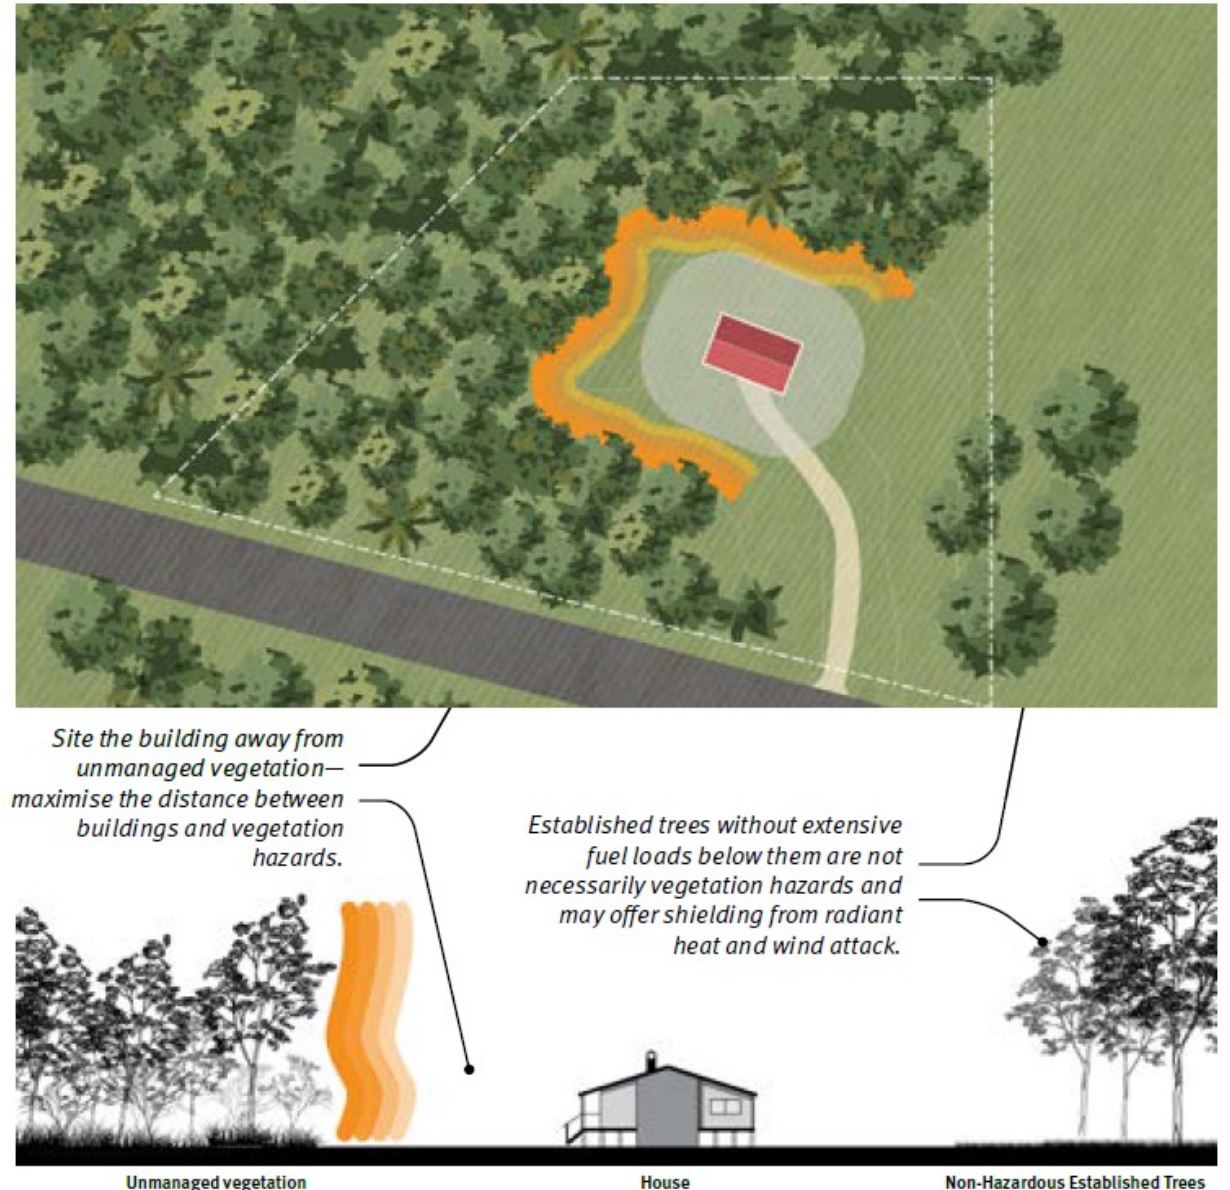 Site the building away from
unmanaged vegetation—
maximise the distance between
buildings and vegetation
hazards.
Established trees without extensive
fuel loads below them are not
necessarily vegetation hazards and
may offer shielding from radiant
heat and wind attack.
Unmanaged vegetation
House
Non-Hazardous Established Trees